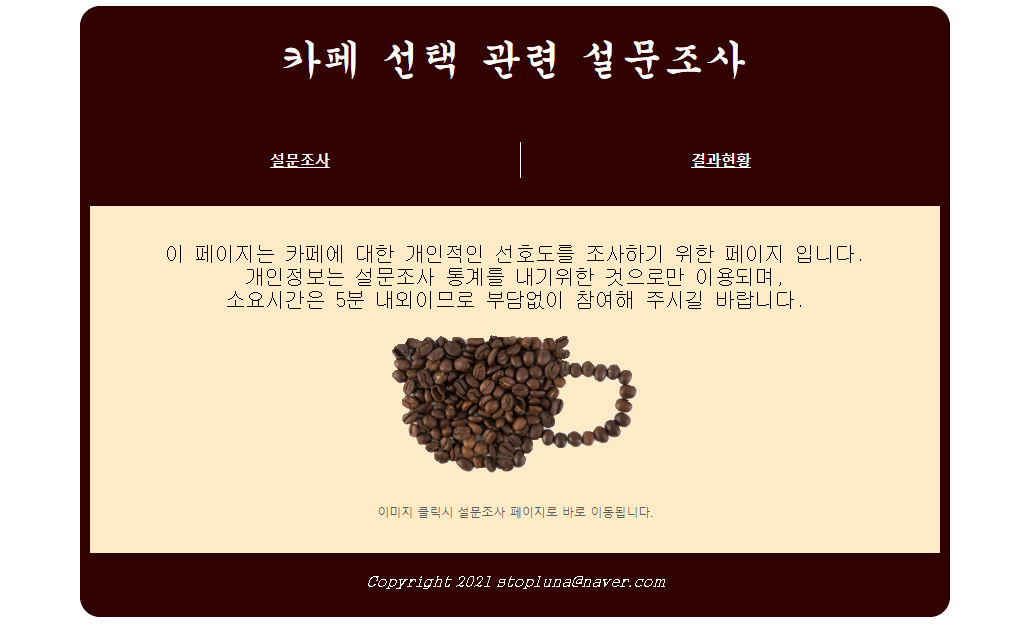 카페 선택 관련 설문조사
설문조사
결과현황
이 페이지는 카페에 대한 개인적인 선호도를 조사하기 위한 페이지 입니다.
개인정보는 설문조사 통계를 내기위한 것으로만 이용되며,
소요시간은 5분 내외이므로 부담없이 참여해 주시길 바랍니다.
이미지 클릭시 설문조사 페이지로 바로 이동됩니다.
Copyright 2021 stopluna@naver.com